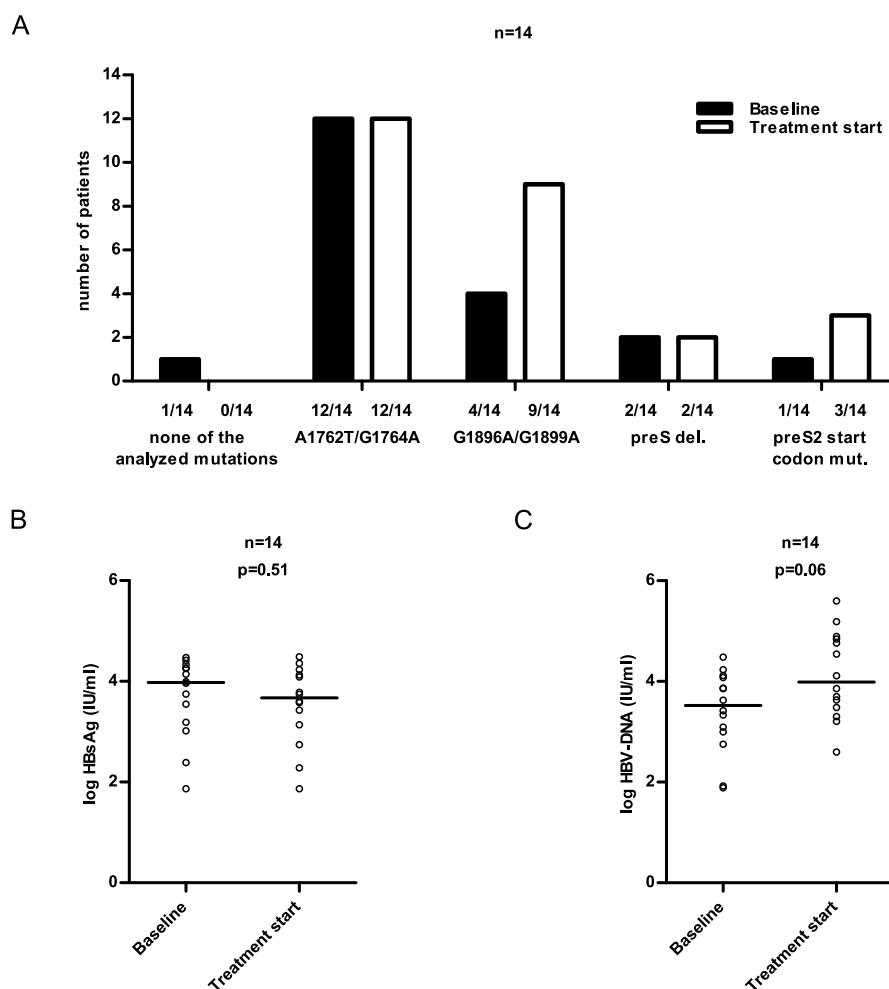 A
n=14
14
12
10
8
6
4
2
0
number of patients
Baseline
Treatment start
1/14 0/14 12/14 12/14 4/14 9/14 2/14 2/14 1/14 3/14
none of the analyzed mutations
A1762T/G1764A
G1896A/G1899A
preS del.
preS2 start codon mut.
B
n=14
p=0.51
6
4
2
0
log HBsAg (IU/ml)
Baseline
Treatment start
C
n=14
p=0.06
6
4
2
0
log HBV-DNA (IU/ml)
Baseline
Treatment start